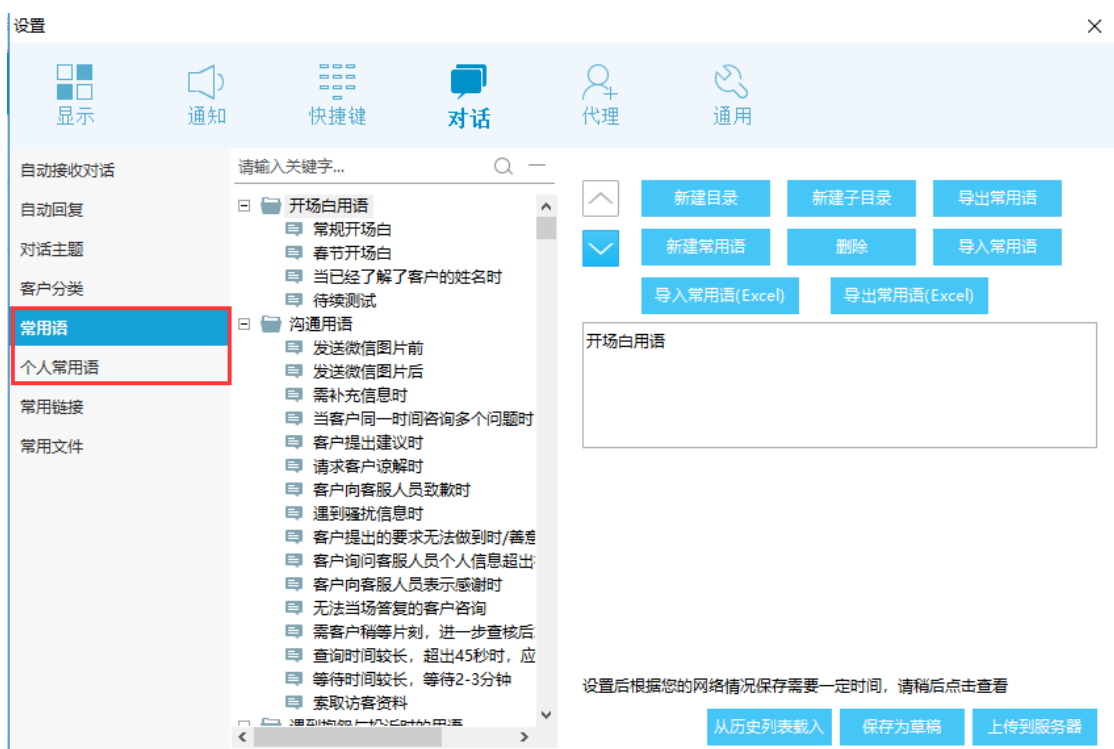 设置
显示
通知
快捷键
对话
代理
通用
自动接收对话
自动回复
对话主题
客户分类
常用语
个人常用语
常用链接
常用文件
请输入关键字...
开场白用语
常规开场白
春节开场白
当已经了解了客户的姓名时
待续测试
沟通用语
发送微信图片前
发送微信图片后
需补充信息时
当客户同一时间咨询多个问题时
客户提出建议时
请求客户谅解时
客户向客服人员致歉时
遇到骚扰信息时
客户提出的要求无法做到时/善意
客户询问客服人员个人信息超出
客户向客服人员表示感谢时
无法当场答复的客户咨询
需客户稍等片刻，进一步查核后
查询时间较长，超出45秒时，应
等待时间较长，等待2-3分钟
索取访客资料
遇到抱怨与投诉时的用语
新建目录
新建子目录
导出常用语
新建常用语
删除
导入常用语
导入常用语(Excel)
导出常用语(Excel)
开场白用语
设置后根据您的网络情况保存需要一定时间，请稍后点击查看
从历史列表载入
保存为草稿
上传到服务器